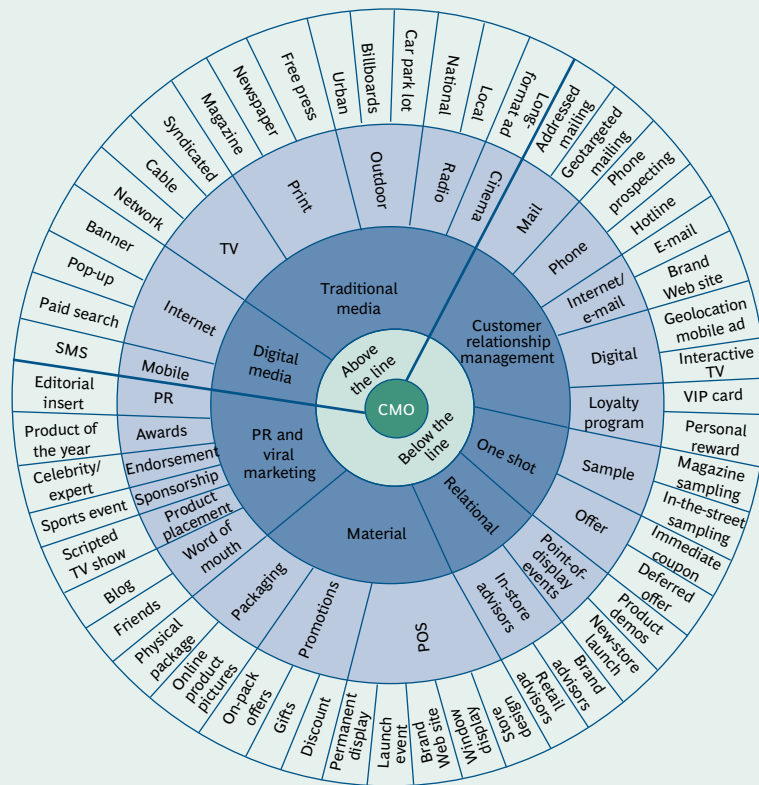 CMO
Above
the line
Below the
line
Traditional
media
Customer
relationship
management
One shot
Relational
Material
PR and
viral
marketing
Digital
media
Print
Outdoor
Radio
Cinema
Mail
Phone
Internet/
e-mail
Digital
Loyalty
program
Sample
Offer
Point-of-
display
events
In-store
advisors
POS
Promotions
Packaging
Word of
mouth
Product
placement
Sponsorship
Endorsement
Awards
PR
Mobile
Internet
TV
Magazine
Newspaper
Free press
Urban
Billboards
Car park lot
National
Local
Long-
format ad
Addressed
mailing
Geotargeted
mailing
Phone
prospecting
Hotline
E-mail
Brand
Web site
Geolocation
mobile ad
Interactive
TV
VIP card
Personal
reward
Magazine
sampling
In-the-street
sampling
Immediate
coupon
Deferred
offer
Product
demos
New-store
launch
Brand
advisors
Retail
advisors
Store
design
Window
display
Brand
Web site
Launch
event
Permanent
display
Discount
Gifts
On-pack
offers
Online
product
pictures
Physical
package
Friends
Blog
Scripted
TV show
Sports event
Celebrity/
expert
Product of
the year
Editorial
insert
SMS
Paid search
Pop-up
Banner
Network
Cable
Syndicated